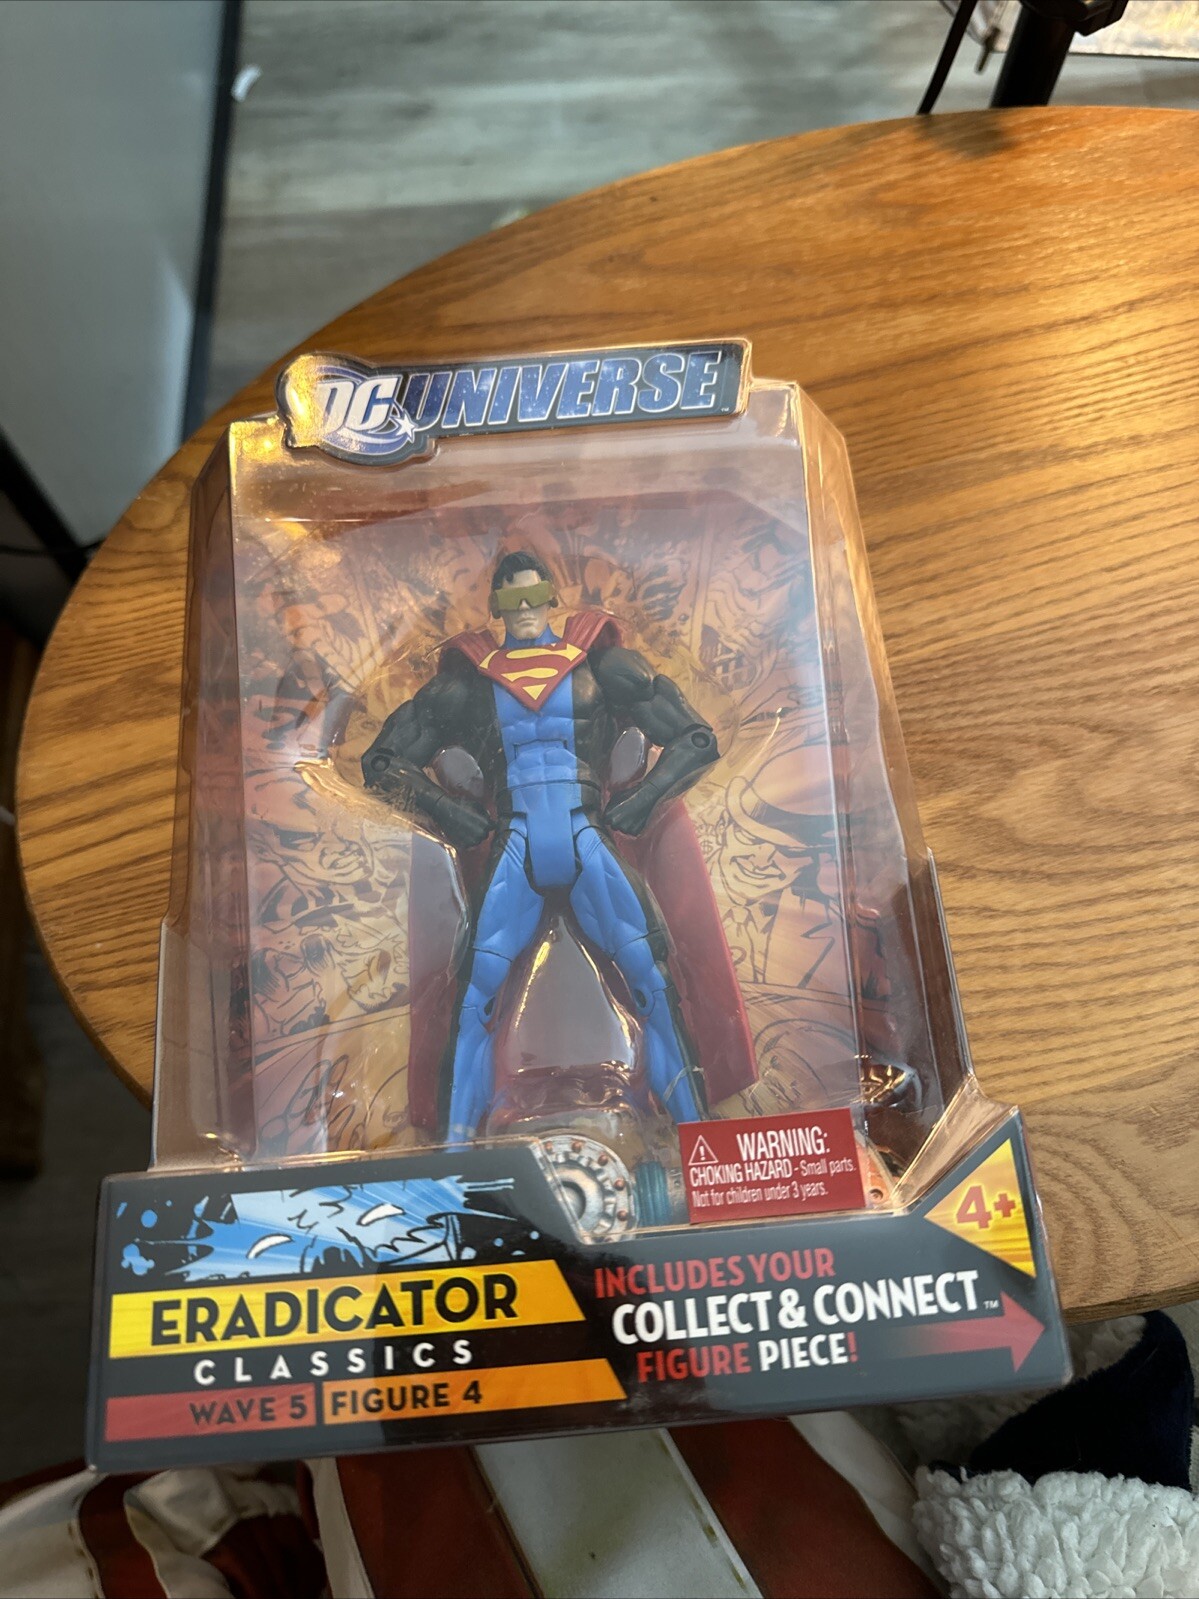 DC UNIVERSE
S
WARNING:
CHOKING HAZARD - Small parts.
Not for children under 3 years.
4+
ERADICATOR
CLASSICS
WAVE 5 FIGURE 4
INCLUDES YOUR
COLLECT & CONNECT™
FIGURE PIECE!